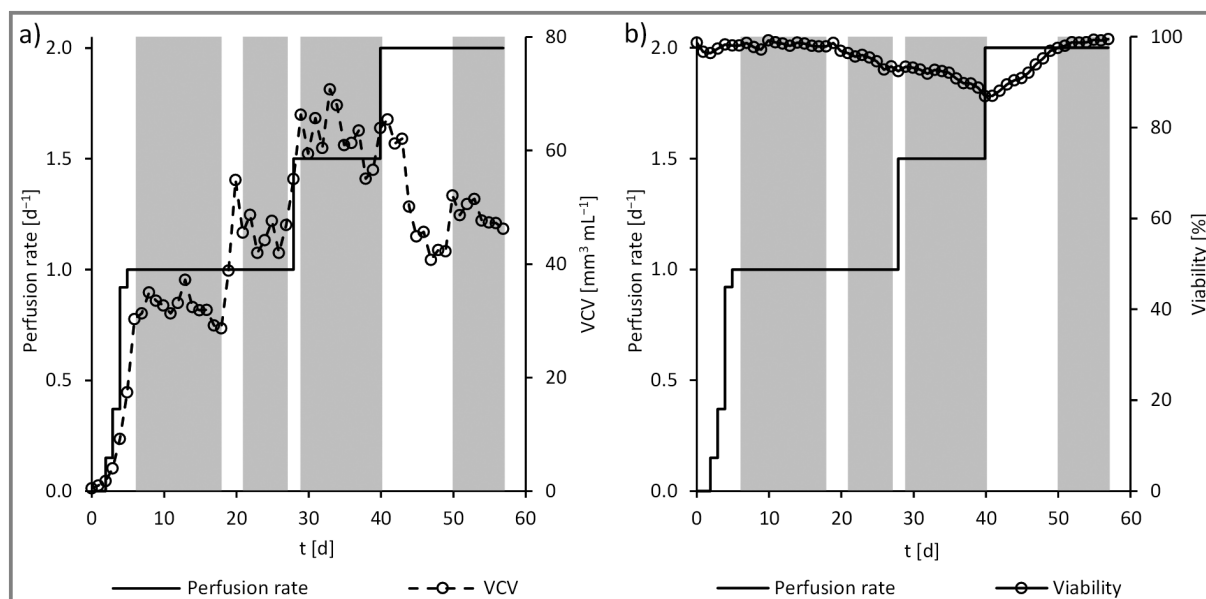 a)
Perfusion rate [d⁻¹]
2.0
1.5
1.0
0.5
0.0
80
60
40
20
0
VCV [mm³ mL⁻¹]
0 10 20 30 40 50 60
t [d]
Perfusion rate VCV
b)
Perfusion rate [d⁻¹]
2.0
1.5
1.0
0.5
0.0
100
80
60
40
20
0
Viability [%]
0 10 20 30 40 50 60
t [d]
Perfusion rate Viability